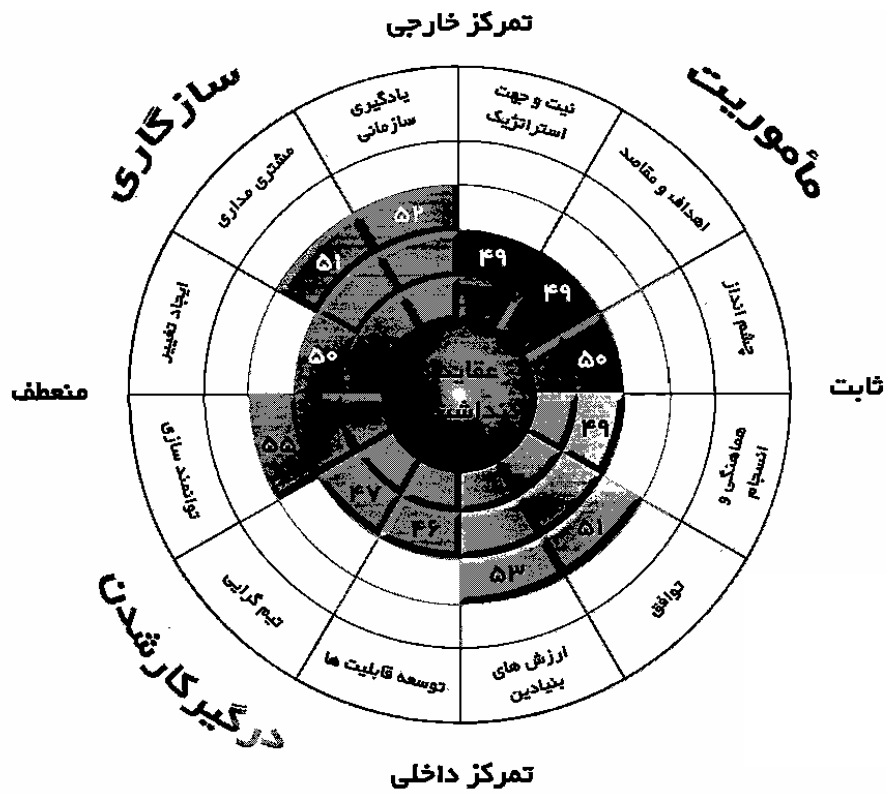 تمرکز خارجی
مأموریت
سازگاری
نیت و جهت
استراتژیک
اهداف و مقاصد
چشم انداز
هماهنگی و
انسجام
توافق
ارزش های
بنیادین
توسعه قابلیت ها
تیم گرایی
توانمند سازی
ایجاد تغییر
مشتری مداری
یادگیری
سازمانی
۴۹
۴۹
۵۰
۴۹
۵۱
۵۳
۴۶
۴۷
۵۵
۵۰
۵۱
۵۲
ثابت
منعطف
درگیرکارشدن
تمرکز داخلی